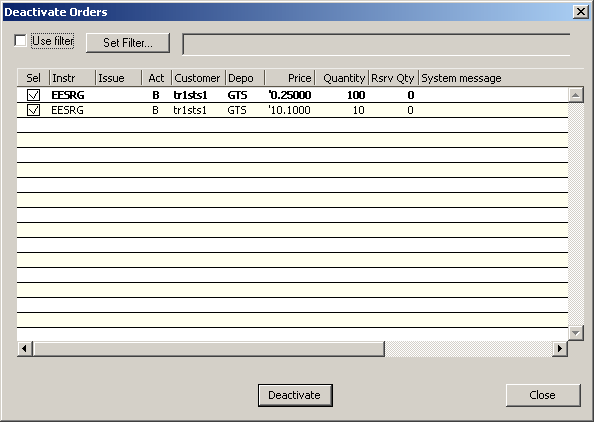 Deactivate Orders
Use filter Set Filter...
Sel Instr Issue Act Customer Depo Price Quantity Rsrv Qty System message
EESRG B tr1sts1 GTS '0.25000 100 0
EESRG B tr1sts1 GTS '10.1000 10 0
Deactivate Close